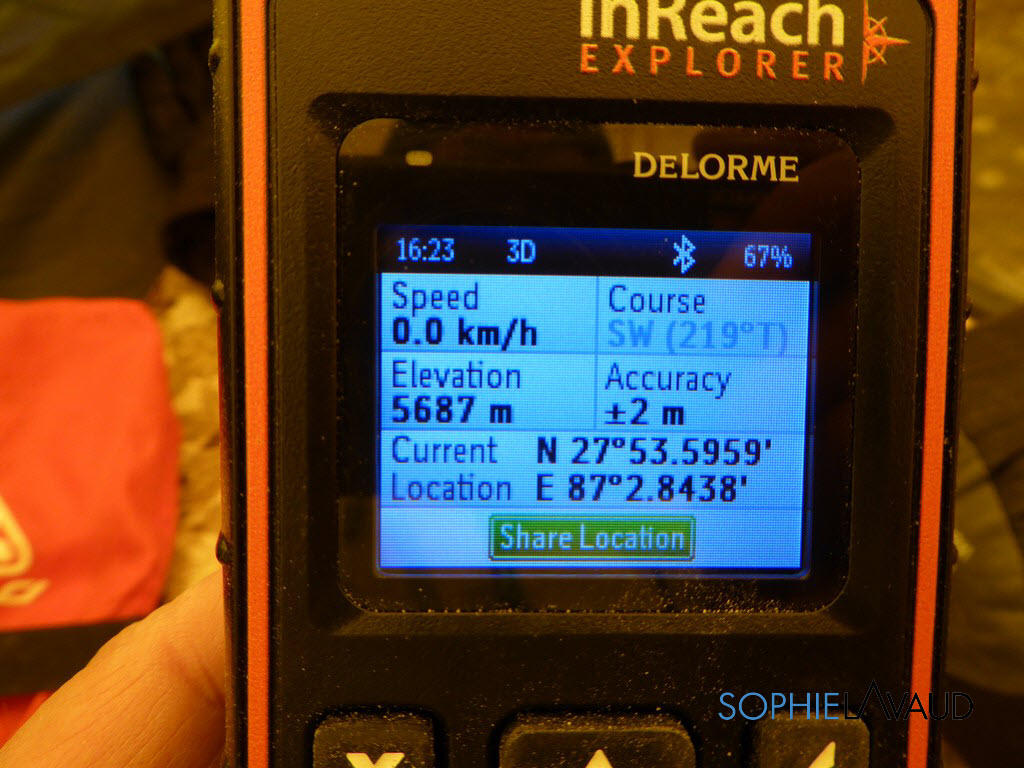 inReach
EXPLORER
DELORME
16:23 3D 67%
Speed Course
0.0 km/h SW (219°T)
Elevation Accuracy
5687 m ±2 m
Current N 27°53.5959'
Location E 87°2.8438'
Share Location
SOPHIELAVAUD
X